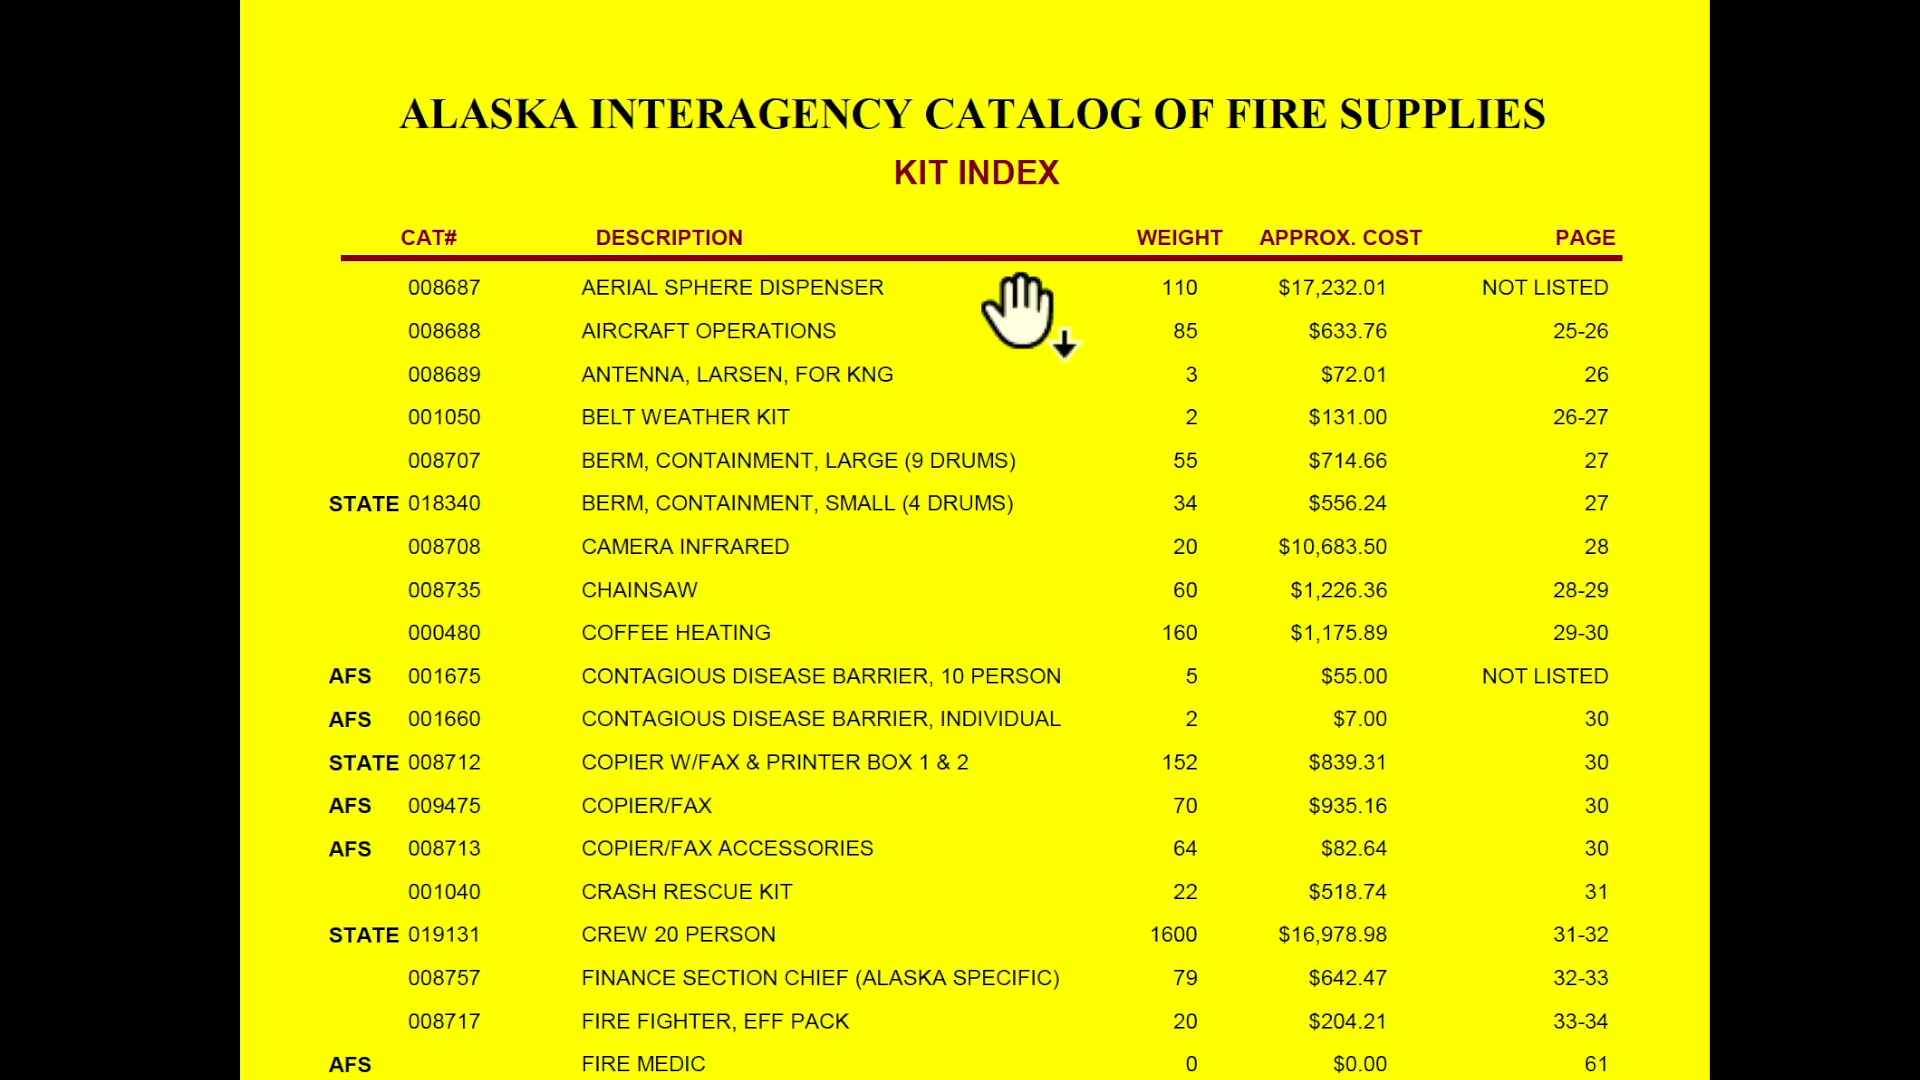 ALASKA INTERAGENCY CATALOG OF FIRE SUPPLIES
KIT INDEX
CAT# DESCRIPTION WEIGHT APPROX. COST PAGE
008687 AERIAL SPHERE DISPENSER 110 $17,232.01 NOT LISTED
008688 AIRCRAFT OPERATIONS 85 $633.76 25-26
008689 ANTENNA, LARSEN, FOR KNG 3 $72.01 26
001050 BELT WEATHER KIT 2 $131.00 26-27
008707 BERM, CONTAINMENT, LARGE (9 DRUMS) 55 $714.66 27
STATE 018340 BERM, CONTAINMENT, SMALL (4 DRUMS) 34 $556.24 27
008708 CAMERA INFRARED 20 $10,683.50 28
008735 CHAINSAW 60 $1,226.36 28-29
000480 COFFEE HEATING 160 $1,175.89 29-30
AFS 001675 CONTAGIOUS DISEASE BARRIER, 10 PERSON 5 $55.00 NOT LISTED
AFS 001660 CONTAGIOUS DISEASE BARRIER, INDIVIDUAL 2 $7.00 30
STATE 008712 COPIER W/FAX & PRINTER BOX 1 & 2 152 $839.31 30
AFS 009475 COPIER/FAX 70 $935.16 30
AFS 008713 COPIER/FAX ACCESSORIES 64 $82.64 30
001040 CRASH RESCUE KIT 22 $518.74 31
STATE 019131 CREW 20 PERSON 1600 $16,978.98 31-32
008757 FINANCE SECTION CHIEF (ALASKA SPECIFIC) 79 $642.47 32-33
008717 FIRE FIGHTER, EFF PACK 20 $204.21 33-34
AFS FIRE MEDIC 0 $0.00 61